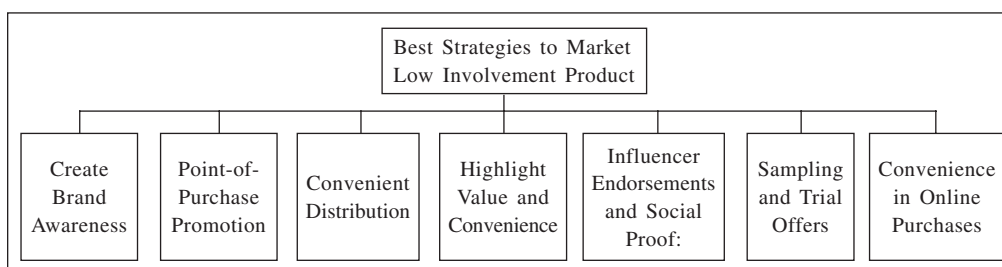 Best Strategies to Market
Low Involvement Product
Create
Brand
Awareness
Point-of-
Purchase
Promotion
Convenient
Distribution
Highlight
Value and
Convenience
Influencer
Endorsements
and Social
Proof:
Sampling
and Trial
Offers
Convenience
in Online
Purchases